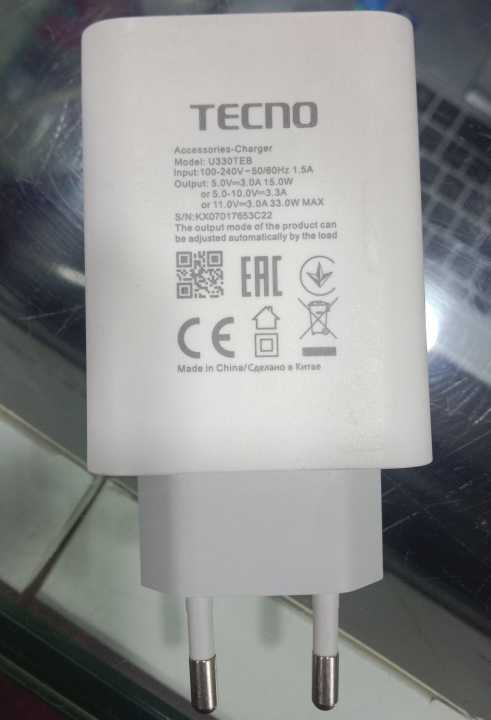 TECNO
Accessories-Charger
Model: U330TEB
Input:100-240V~50/60Hz 1.5A
Output: 5.0V⎓3.0A 15.0W
or 5.0-10.0V⎓3.3A
or 11.0V⎓3.0A 33.0W MAX
S/N:KX07017653C22
The output mode of the product can
be adjusted automatically by the load
EAC
CE
Made in China/Сделано в Китае